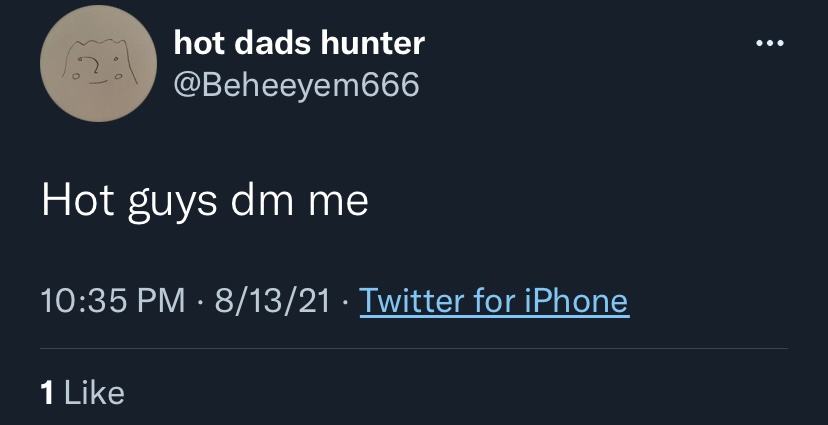 hot dads hunter
@Beheeyem666
Hot guys dm me
10:35 PM · 8/13/21 · Twitter for iPhone
1 Like